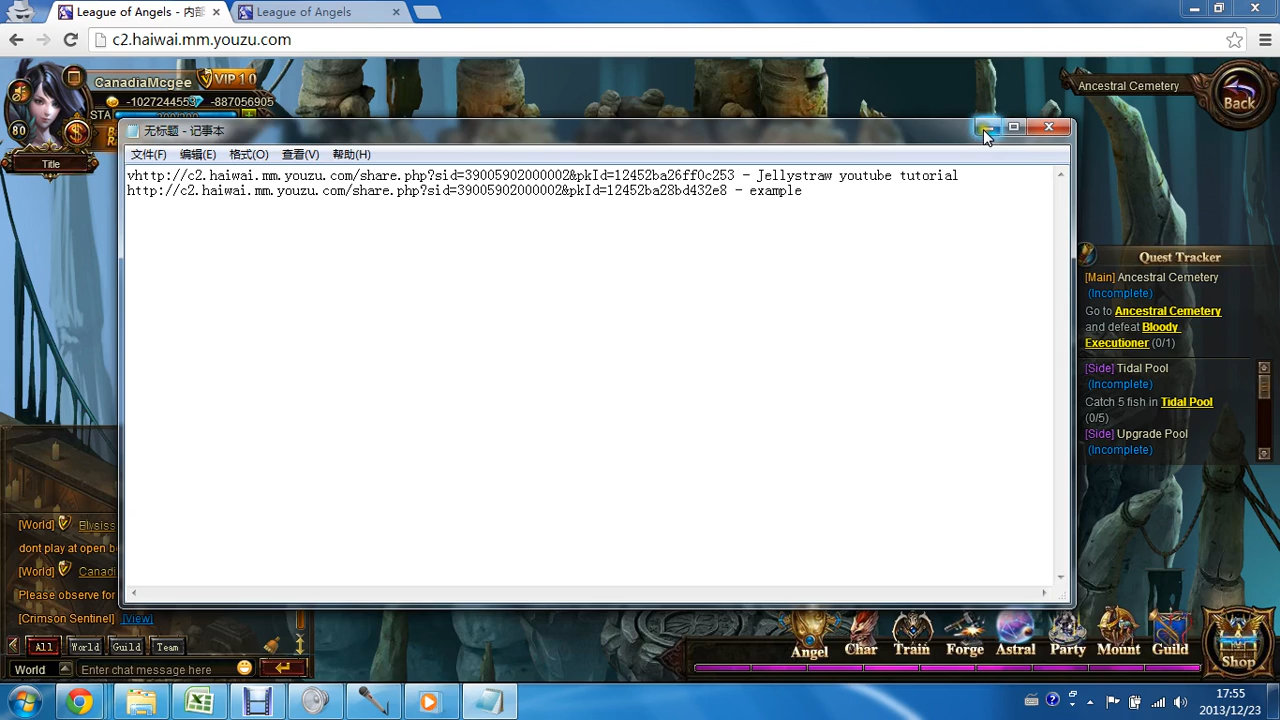 League of Angels - 内部
League of Angels
c2.haiwai.mm.youzu.com
CanadiaMcgee
VIP 10
-1027244553
-887056905
STA
80
Title
Ancestral Cemetery
Back
无标题 - 记事本
文件(F)
编辑(E)
格式(O)
查看(V)
帮助(H)
vhttp://c2.haiwai.mm.youzu.com/share.php?sid=39005902000002&pkId=12452ba26ff0c253 - Jellystraw youtube tutorial
http://c2.haiwai.mm.youzu.com/share.php?sid=39005902000002&pkId=12452ba28bd432e8 - example
Quest Tracker
[Main] Ancestral Cemetery
(Incomplete)
Go to Ancestral Cemetery
and defeat Bloody
Executioner (0/1)
[Side] Tidal Pool
(Incomplete)
Catch 5 fish in Tidal Pool
(0/5)
[Side] Upgrade Pool
(Incomplete)
[World] Elysiss
dont play at open b
[World] Canadi
Please observe for
[Crimson Sentinel] [View]
All
World
Guild
Team
World
Enter chat message here
Angel
Char
Train
Forge
Astral
Party
Mount
Guild
Shop
17:55
2013/12/23